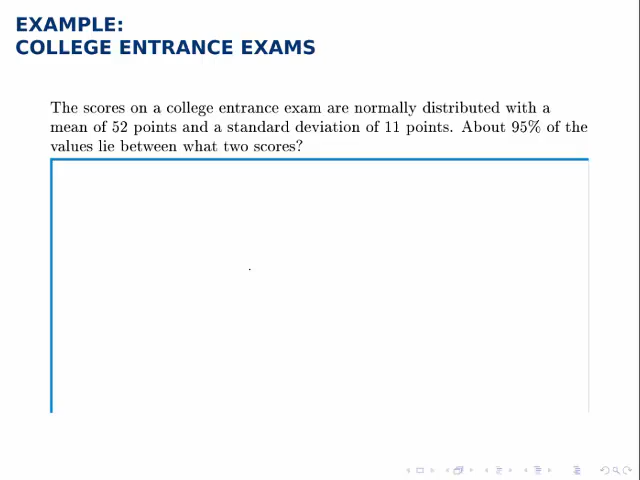 EXAMPLE:
COLLEGE ENTRANCE EXAMS
The scores on a college entrance exam are normally distributed with a
mean of 52 points and a standard deviation of 11 points. About 95% of the
values lie between what two scores?